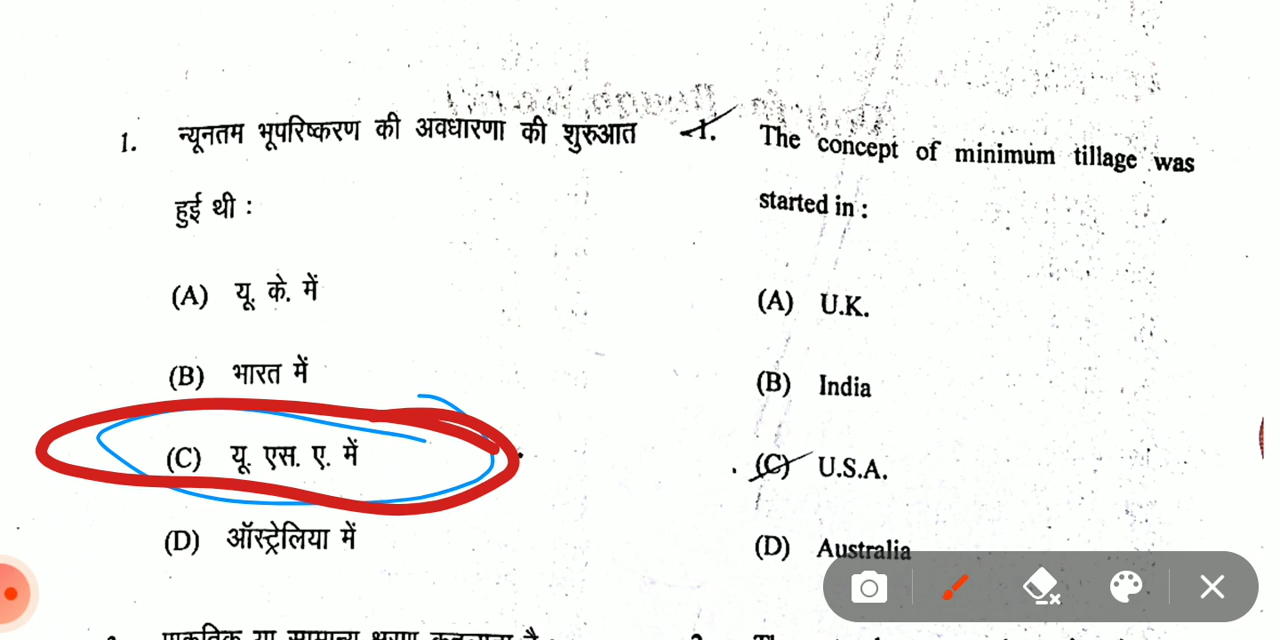 1. न्यूनतम भूपरिष्करण की अवधारणा की शुरुआत
हुई थी :
(A) यू. के. में
(B) भारत में
(C) यू. एस. ए. में
(D) ऑस्ट्रेलिया में
1. The concept of minimum tillage was
started in :
(A) U.K.
(B) India
(C) U.S.A.
(D) Australia